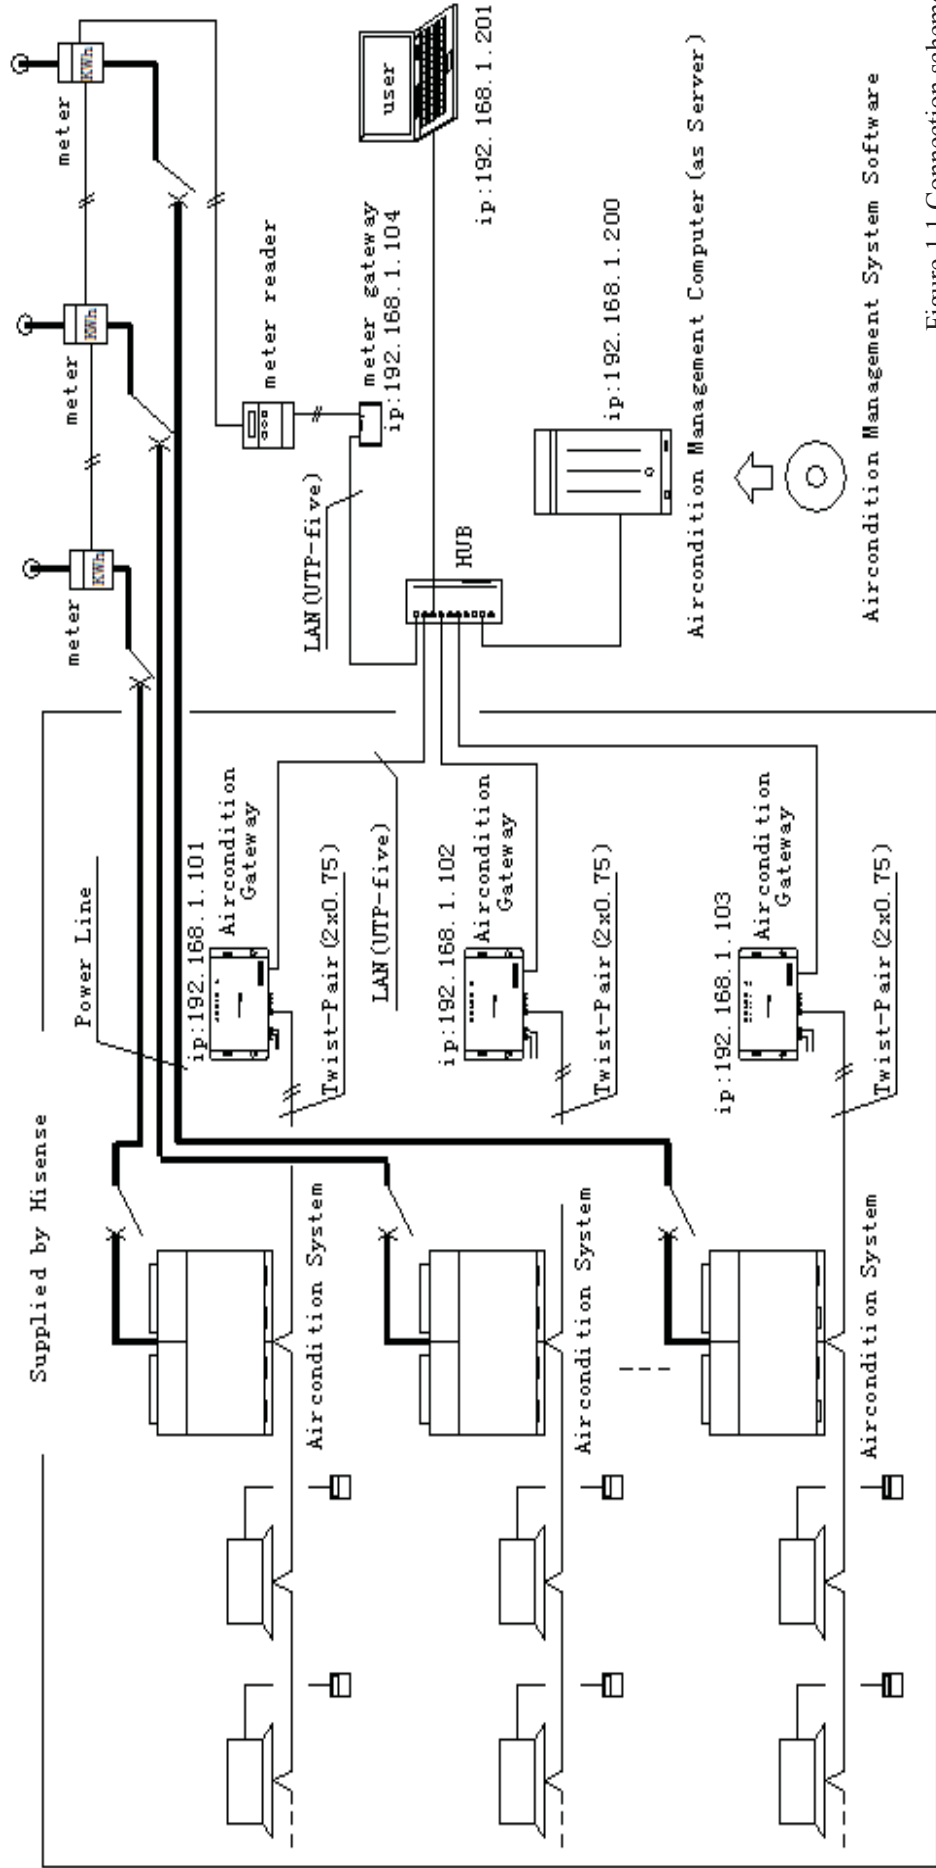 Supplied by Hisense
Power Line
ip:192.168.1.101
Aircondition
Gateway
Twist-Pair(2x0.75)
Aircondition System
LAN(UTP-five)
ip:192.168.1.102
Aircondition
Gateway
Twist-Pair(2x0.75)
Aircondition System
ip:192.168.1.103
Aircondition
Gateway
Twist-Pair(2x0.75)
Aircondition System
meter
KWh
meter
KWh
meter
KWh
meter reader
meter gateway
ip:192.168.1.104
LAN(UTP-five)
HUB
user
ip:192.168.1.201
ip:192.168.1.200
Aircondition Management Computer(as Server)
Aircondition Management System Software
Figure 1.1 Connection